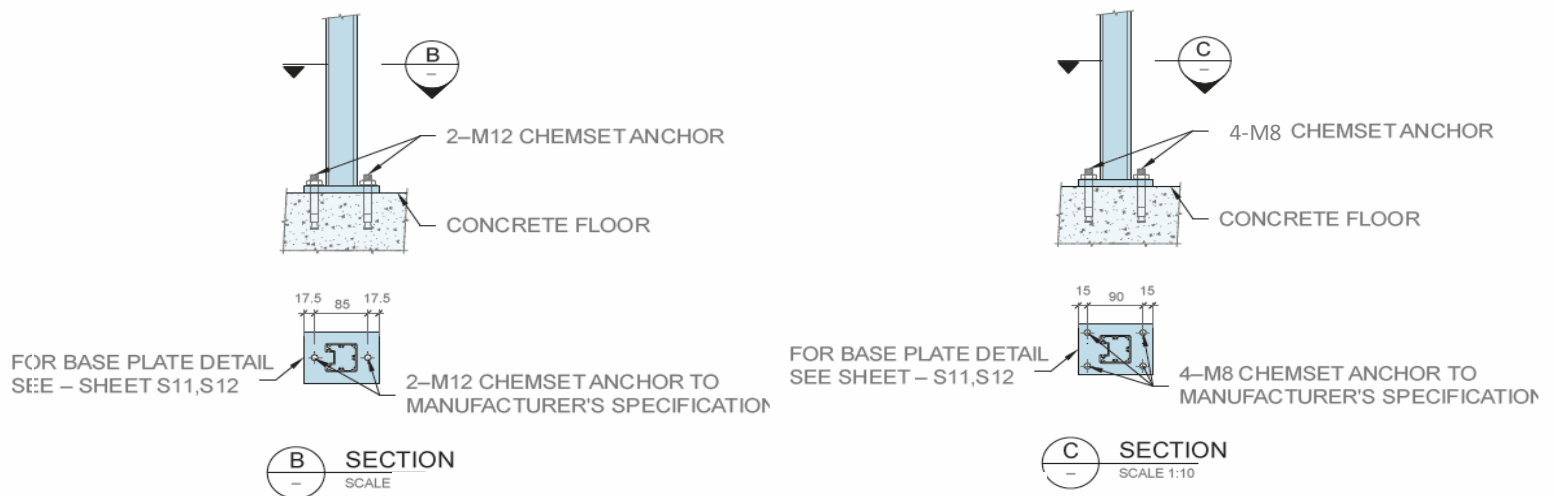 B
–
2–M12 CHEMSET ANCHOR
CONCRETE FLOOR
17.5 85 17.5
FOR BASE PLATE DETAIL
SEE – SHEET S11,S12
2–M12 CHEMSET ANCHOR TO
MANUFACTURER'S SPECIFICATION
B SECTION
– SCALE
C
–
4-M8 CHEMSET ANCHOR
CONCRETE FLOOR
15 90 15
FOR BASE PLATE DETAIL
SEE SHEET – S11,S12
4–M8 CHEMSET ANCHOR TO
MANUFACTURER'S SPECIFICATION
C SECTION
– SCALE 1:10